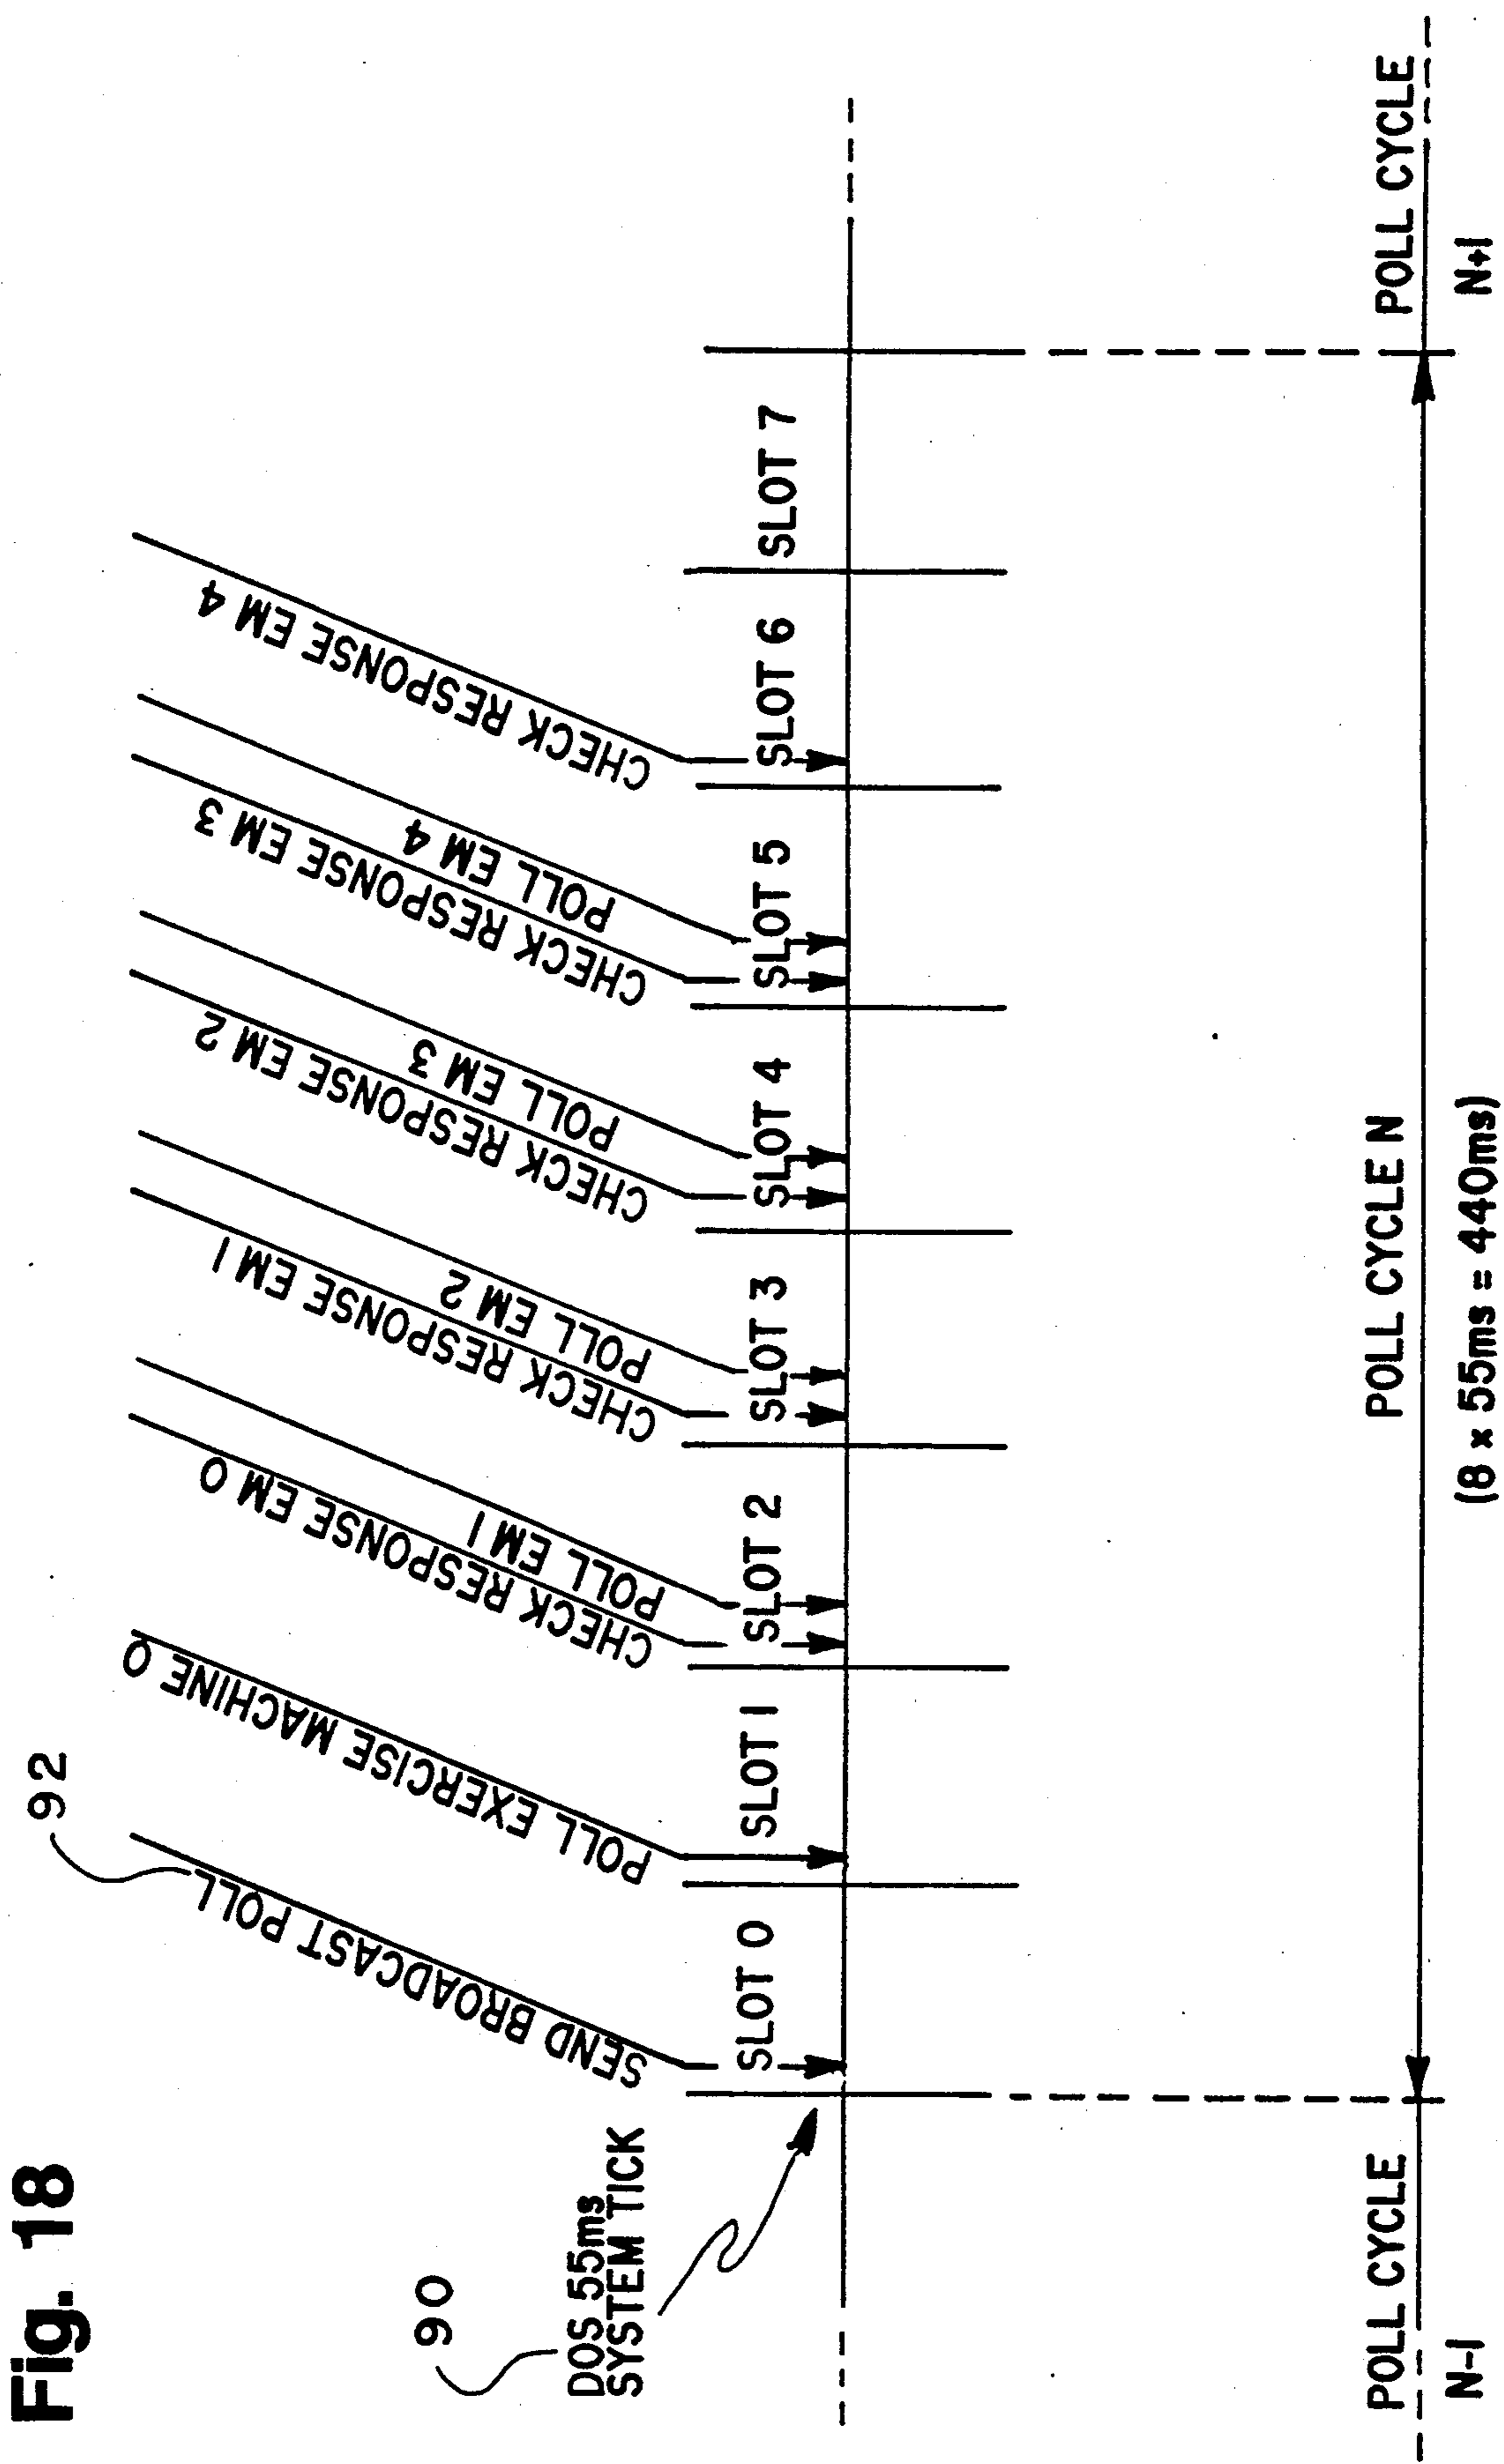 Fig. 18
90
DOS 55ms
SYSTEM TICK
92
SEND BROADCAST POLL
POLL EXERCISE MACHINE 0
CHECK RESPONSE EM 0
POLL EM 1
CHECK RESPONSE EM 1
POLL EM 2
CHECK RESPONSE EM 2
POLL EM 3
CHECK RESPONSE EM 3
POLL EM 4
CHECK RESPONSE EM 4
SLOT 0
SLOT 1
SLOT 2
SLOT 3
SLOT 4
SLOT 5
SLOT 6
SLOT 7
POLL CYCLE
N-1
POLL CYCLE N
(8 × 55ms = 440ms)
POLL CYCLE
N+1